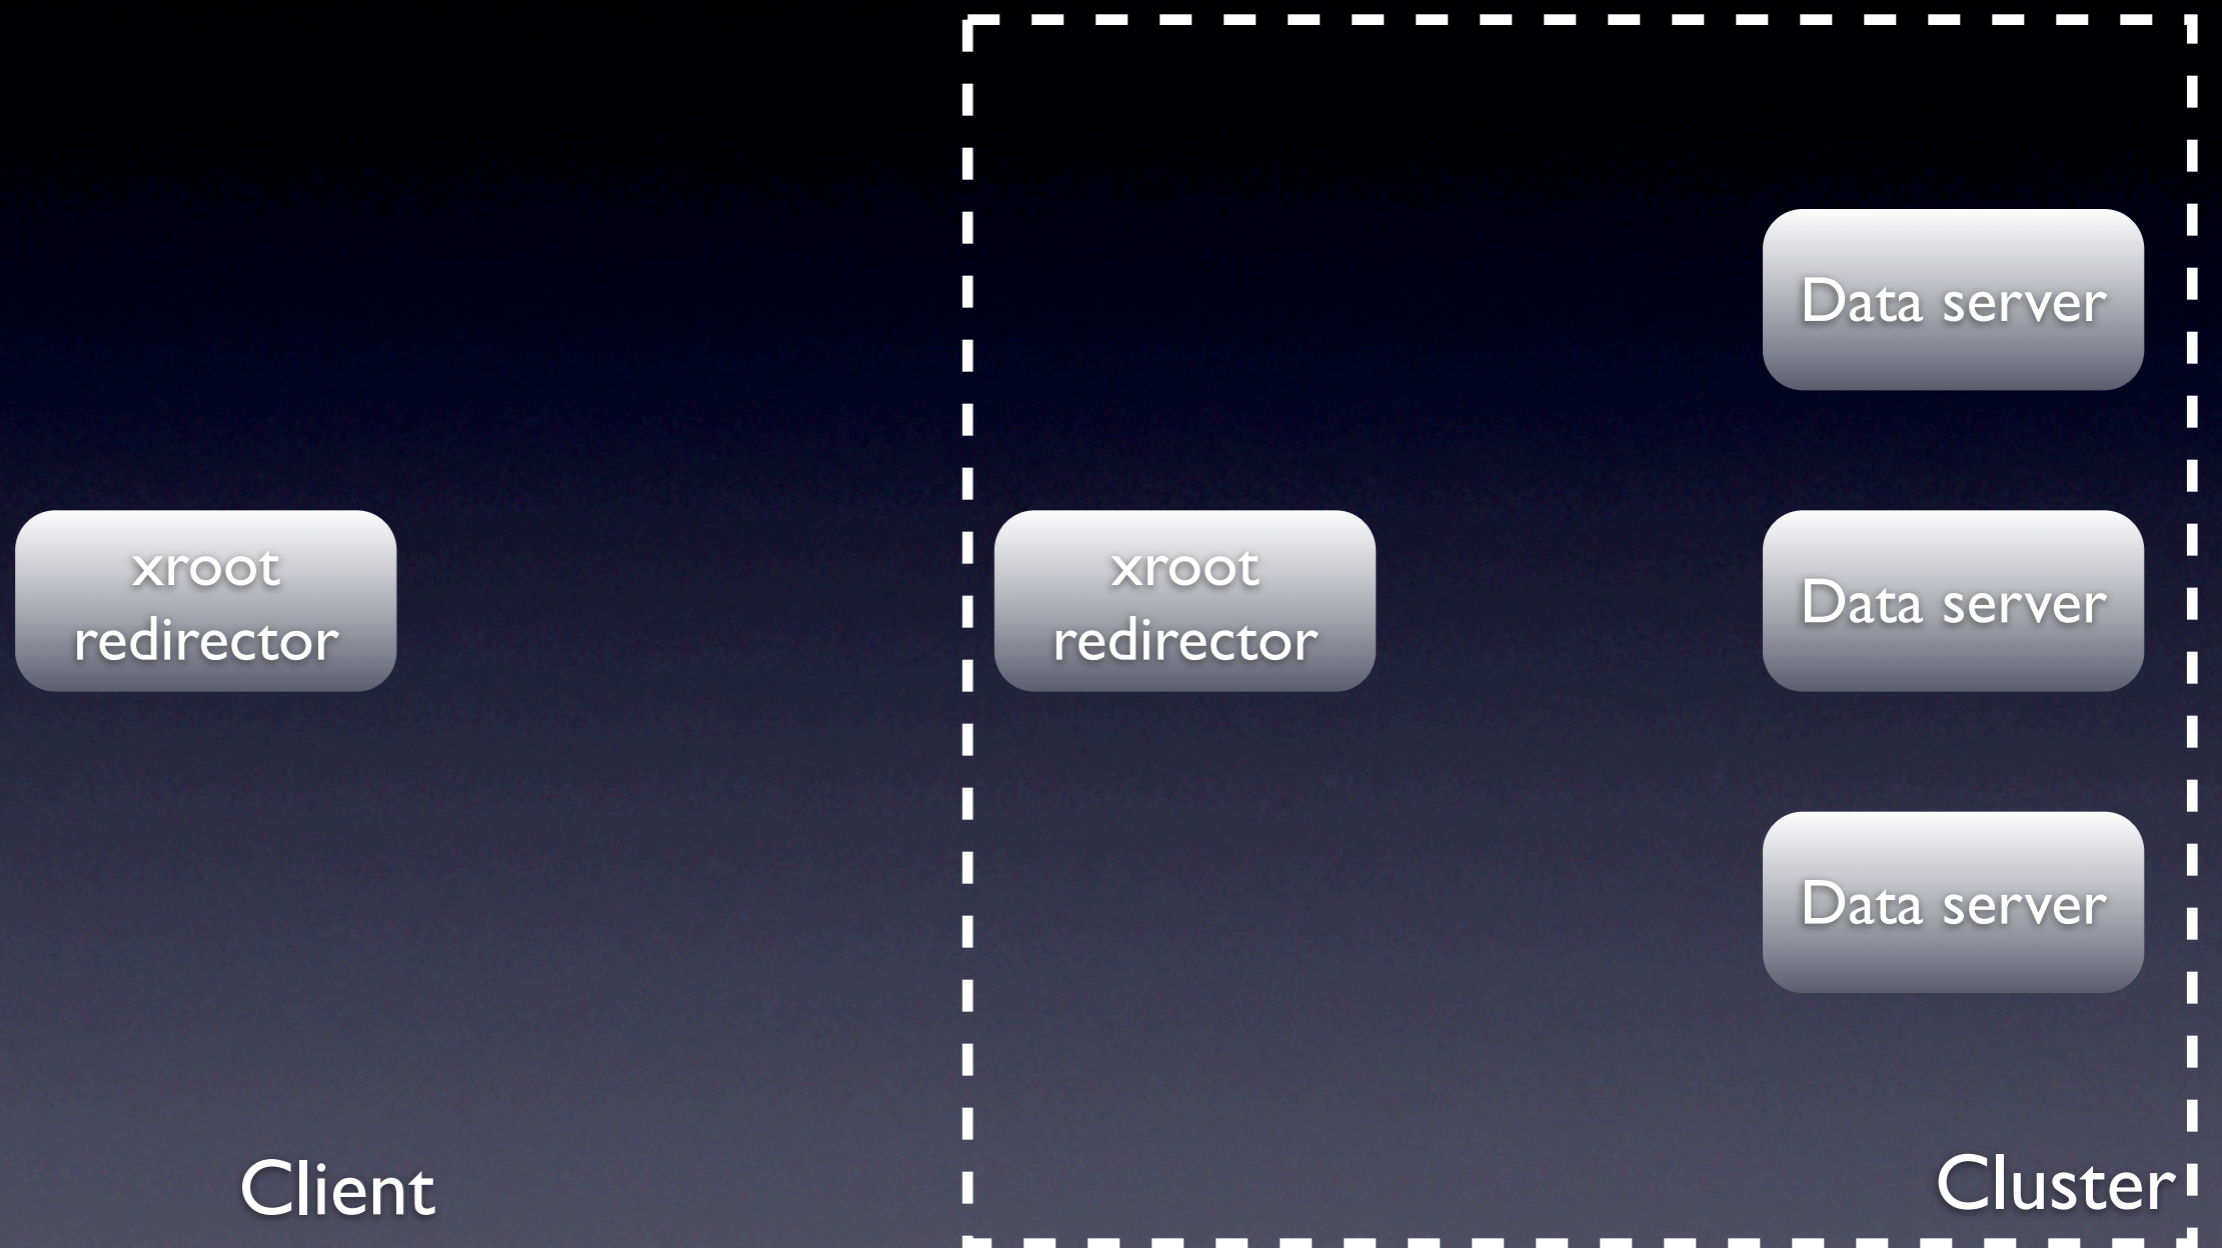 Data server
xroot
redirector
xroot
redirector
Data server
Data server
Client
Cluster